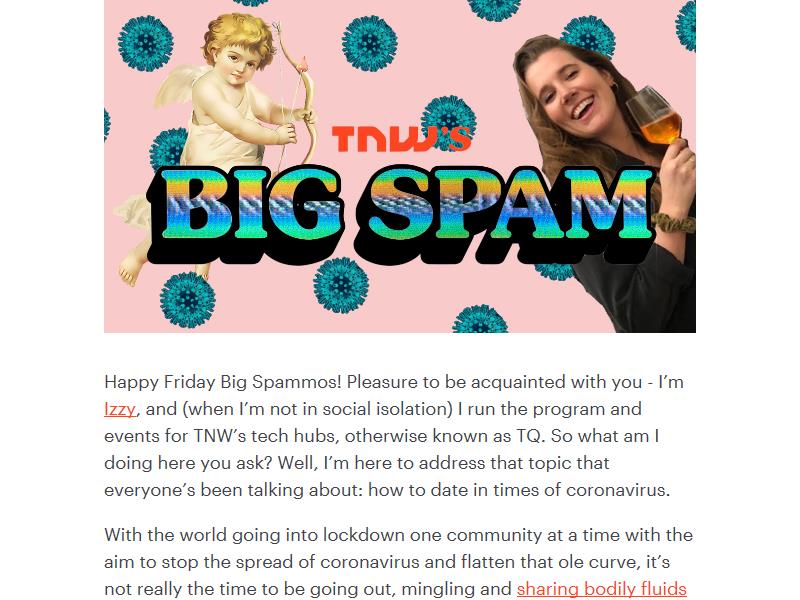 TNW's
BIG SPAM
Happy Friday Big Spammos! Pleasure to be acquainted with you - I’m
Izzy, and (when I’m not in social isolation) I run the program and
events for TNW’s tech hubs, otherwise known as TQ. So what am I
doing here you ask? Well, I’m here to address that topic that
everyone’s been talking about: how to date in times of coronavirus.
With the world going into lockdown one community at a time with the
aim to stop the spread of coronavirus and flatten that ole curve, it’s
not really the time to be going out, mingling and sharing bodily fluids